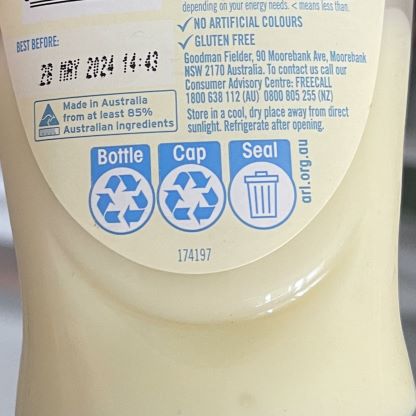 depending on your energy needs. < means less than.
✓ NO ARTIFICIAL COLOURS
✓ GLUTEN FREE
BEST BEFORE:
28 MAY 2024 14:43
Goodman Fielder, 90 Moorebank Ave, Moorebank
NSW 2170 Australia. To contact us call our
Consumer Advisory Centre: FREECALL
1800 638 112 (AU) 0800 805 255 (NZ)
Made in Australia
from at least 85%
Australian ingredients
Store in a cool, dry place away from direct
sunlight. Refrigerate after opening.
Bottle
Cap
Seal
arl.org.au
174197